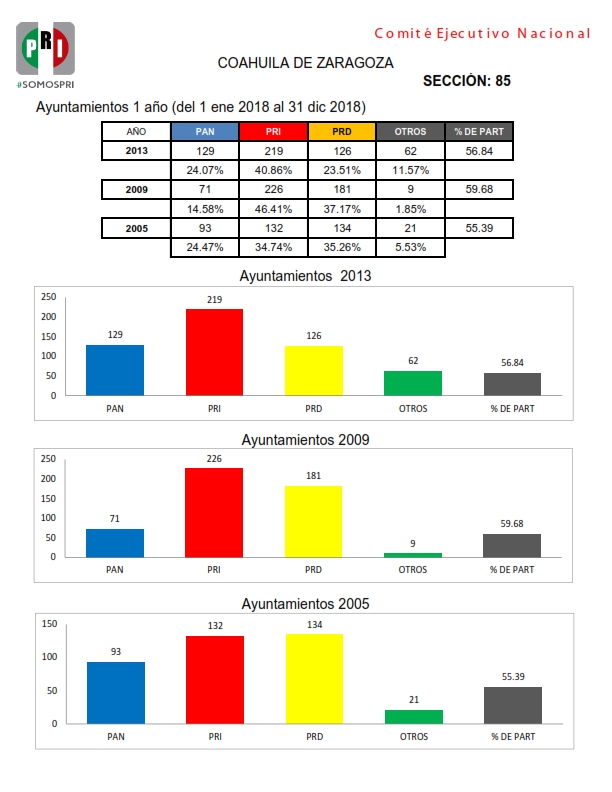 Comité Ejecutivo Nacional
PRI
#SOMOSPRI
COAHUILA DE ZARAGOZA
SECCIÓN: 85
Ayuntamientos 1 año (del 1 ene 2018 al 31 dic 2018)
AÑO PAN PRI PRD OTROS % DE PART
2013 129 219 126 62 56.84
24.07% 40.86% 23.51% 11.57%
2009 71 226 181 9 59.68
14.58% 46.41% 37.17% 1.85%
2005 93 132 134 21 55.39
24.47% 34.74% 35.26% 5.53%
Ayuntamientos 2013
250
200
150
100
50
0
129 219 126 62 56.84
PAN PRI PRD OTROS % DE PART
Ayuntamientos 2009
250
200
150
100
50
0
71 226 181 9 59.68
PAN PRI PRD OTROS % DE PART
Ayuntamientos 2005
150
100
50
0
93 132 134 21 55.39
PAN PRI PRD OTROS % DE PART